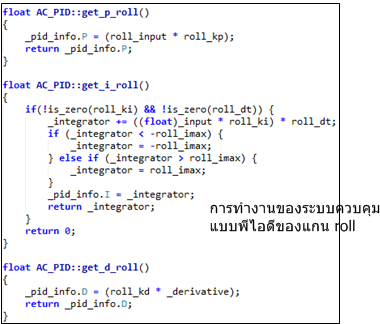 float AC_PID::get_p_roll()
{
    _pid_info.P = (roll_input * roll_kp);
    return _pid_info.P;
}
float AC_PID::get_i_roll()
{
    if(!is_zero(roll_ki) && !is_zero(roll_dt)) {
        _integrator += ((float)_input * roll_ki) * roll_dt;
        if (_integrator < -roll_imax) {
            _integrator = -roll_imax;
        } else if (_integrator > roll_imax) {
            _integrator = roll_imax;
        }
        _pid_info.I = _integrator;
        return _integrator;
    }
    return 0;
}
การทำงานของระบบควบคุม
แบบพีไอดีของแกน roll
float AC_PID::get_d_roll()
{
    _pid_info.D = (roll_kd * _derivative);
    return _pid_info.D;
}